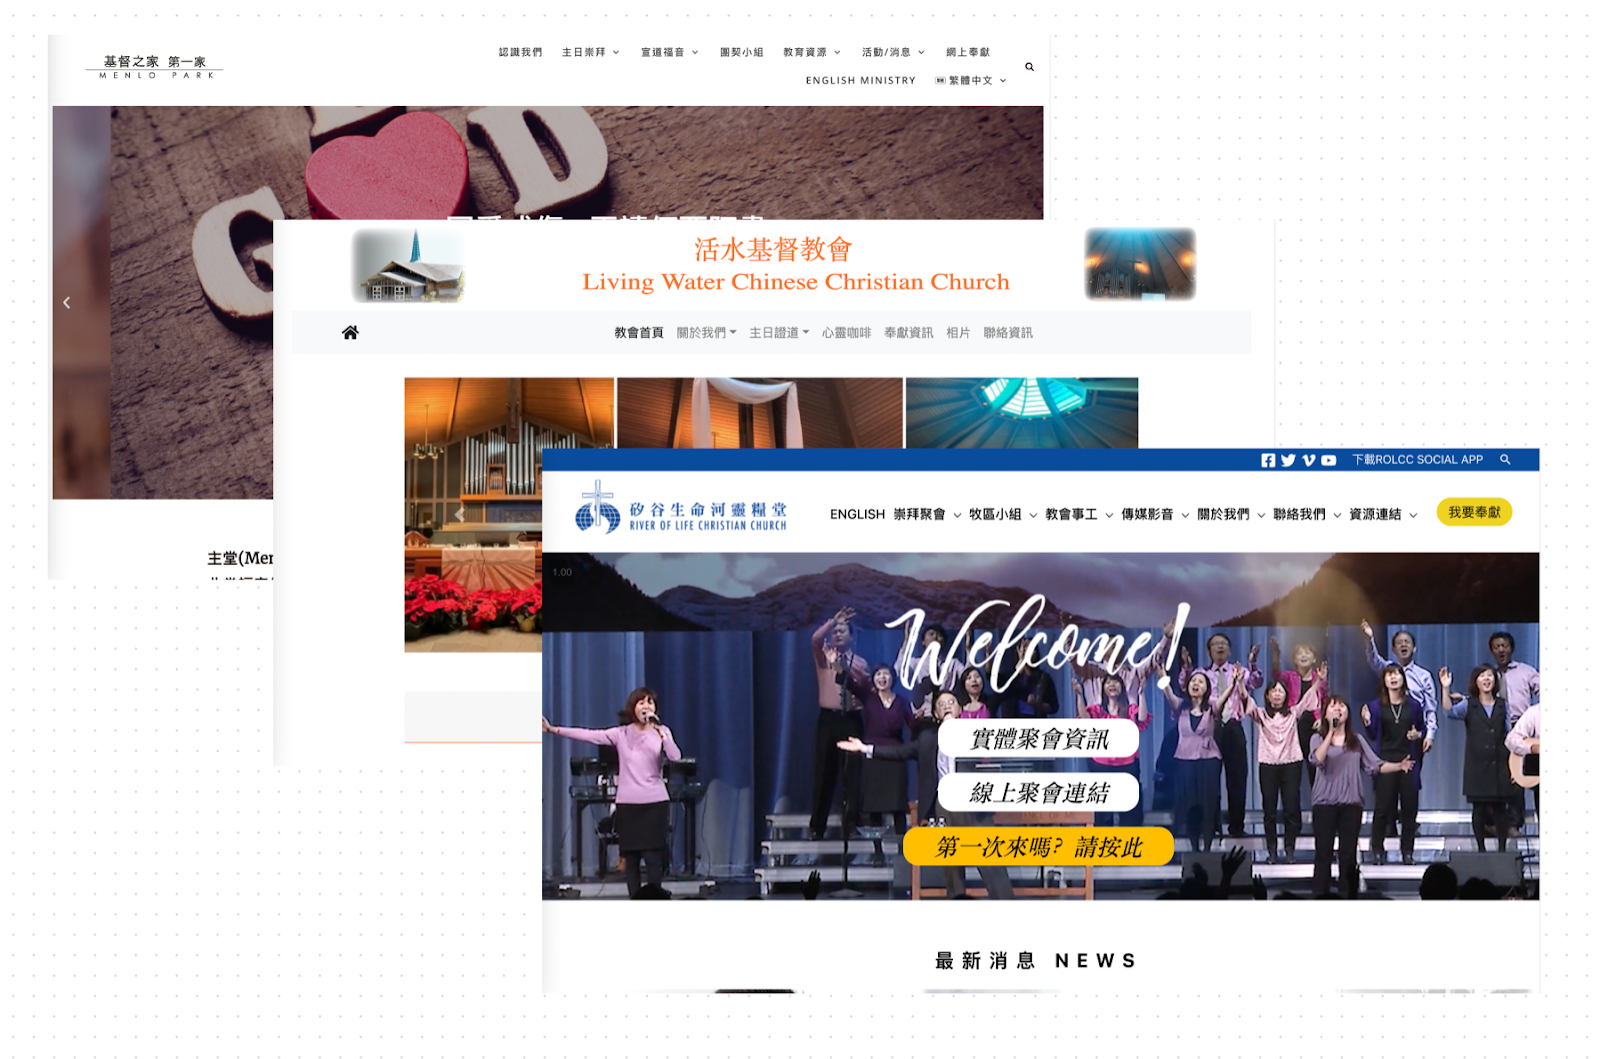 基督之家 第一家
MENLO PARK
認識我們 主日崇拜 宣道福音 團契小組 教育資源 活動/消息 網上奉獻
ENGLISH MINISTRY 繁體中文
G D
主堂(Men
活水基督教會
Living Water Chinese Christian Church
教會首頁 關於我們 主日證道 心靈咖啡 奉獻資訊 相片 聯絡資訊
下載ROLCC SOCIAL APP
矽谷生命河靈糧堂
RIVER OF LIFE CHRISTIAN CHURCH
ENGLISH 崇拜聚會 牧區小組 教會事工 傳媒影音 關於我們 聯絡我們 資源連結 我要奉獻
1.00
Welcome!
實體聚會資訊
線上聚會連結
第一次來嗎？請按此
最新消息 NEWS